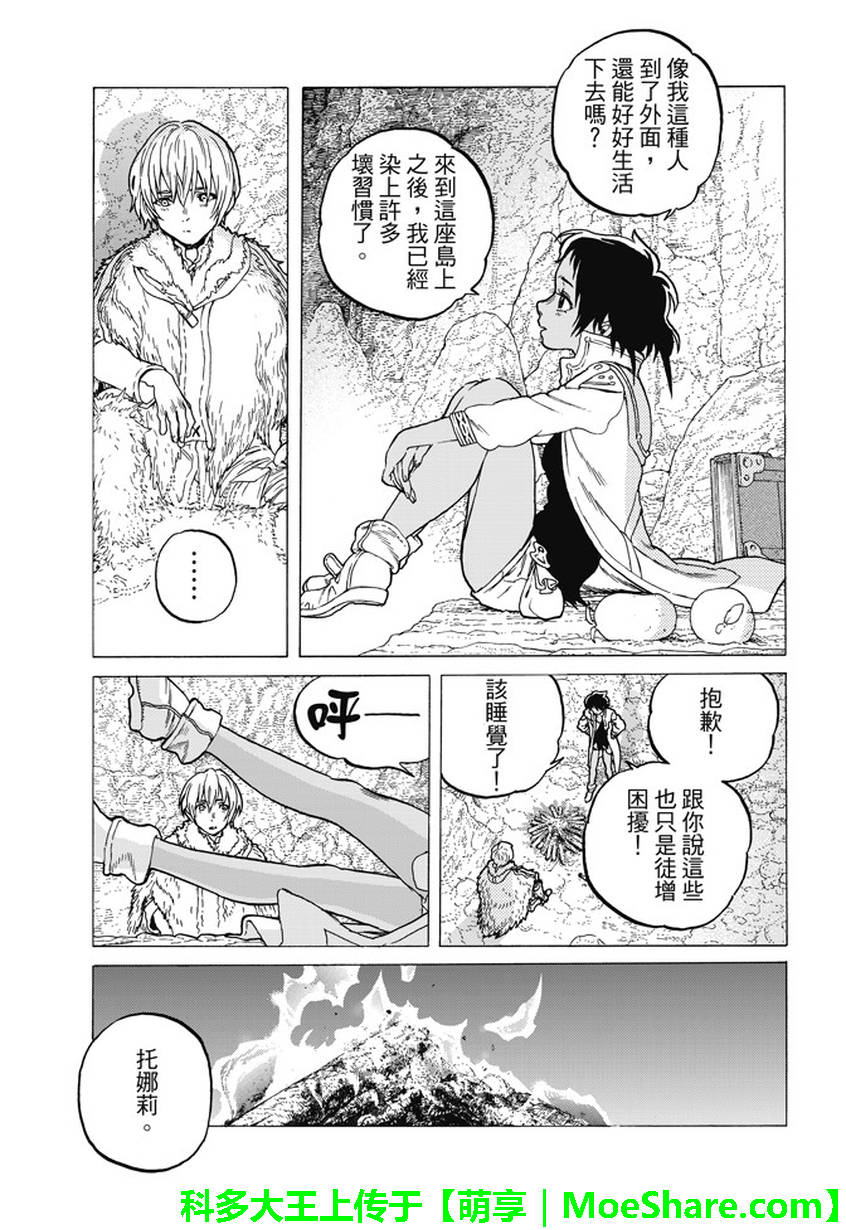 像我這種人
到了外面，
還能好好生活
下去嗎？
來到這座島上
之後，我已經
染上許多
壞習慣了。
……
抱歉！
跟你說這些
也只是徒增
困擾！
該睡覺了！
呼——
托娜莉。
科多大王上传于【萌享｜MoeShare.com】